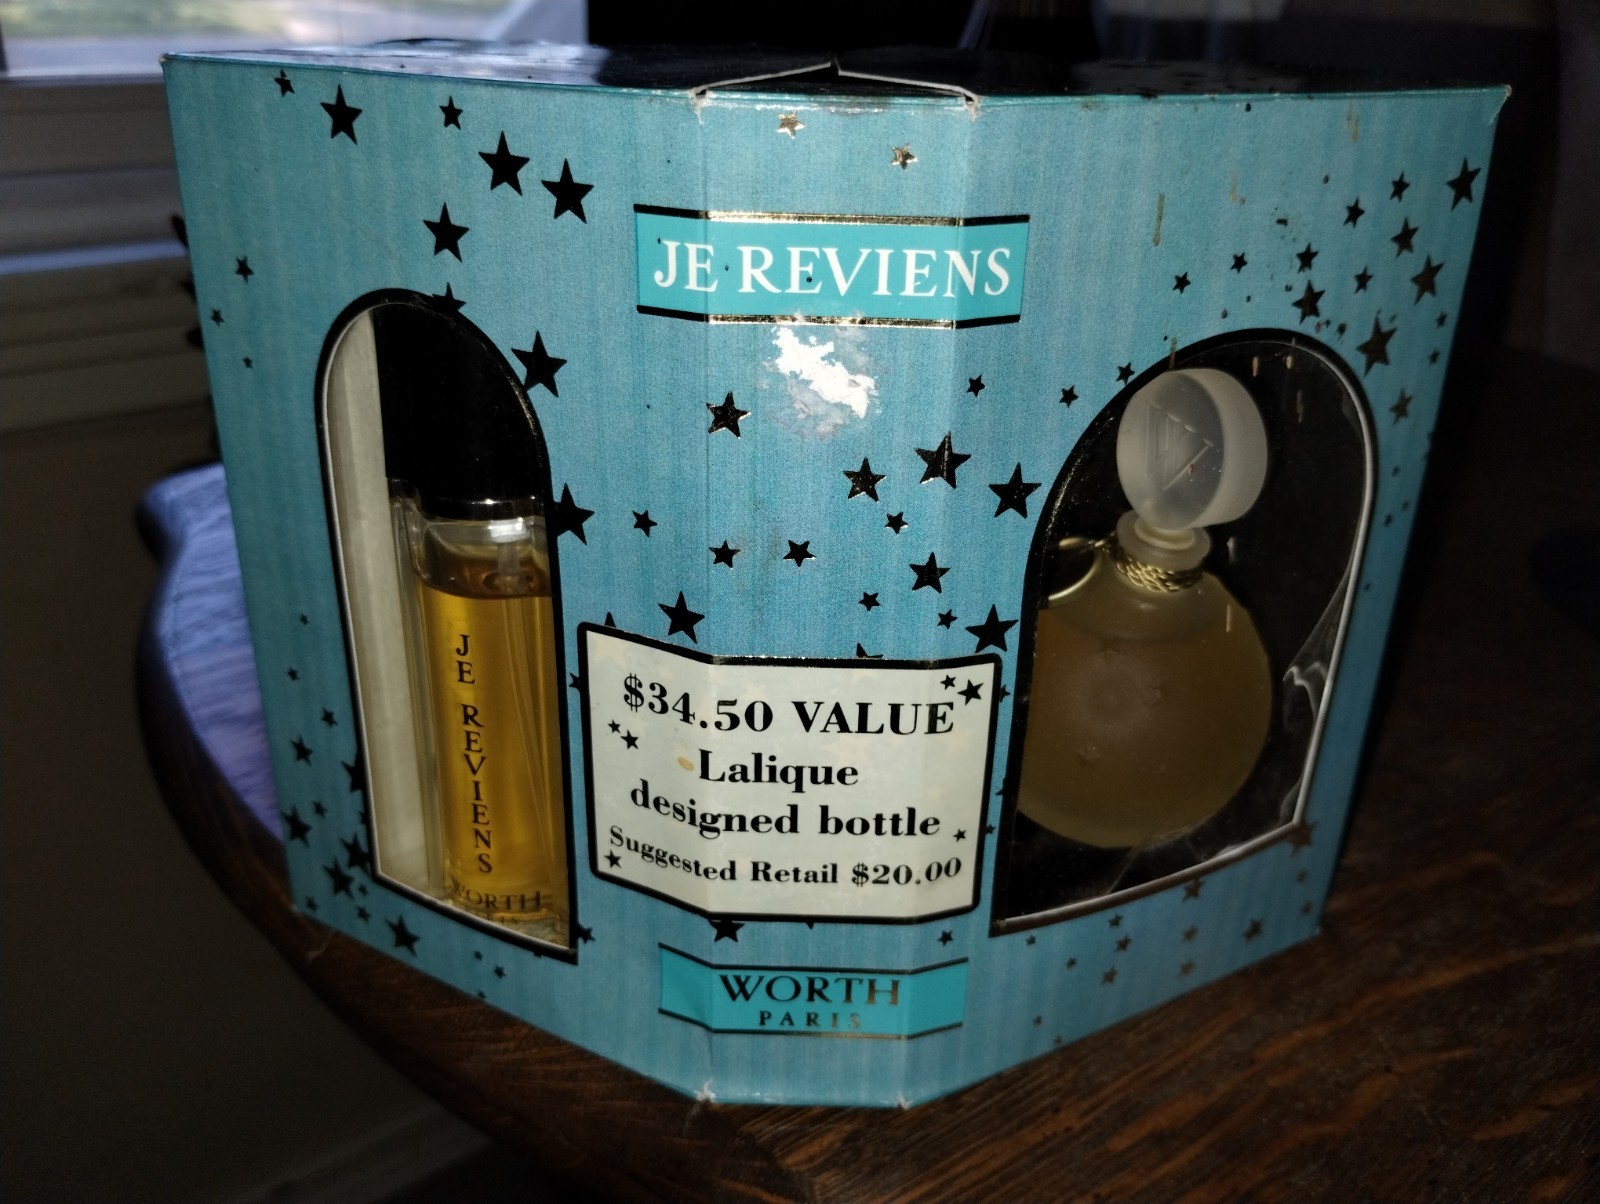 JE REVIENS
JE REVIENS
WORTH
$34.50 VALUE
Lalique
designed bottle
Suggested Retail $20.00
W
WORTH
PARIS